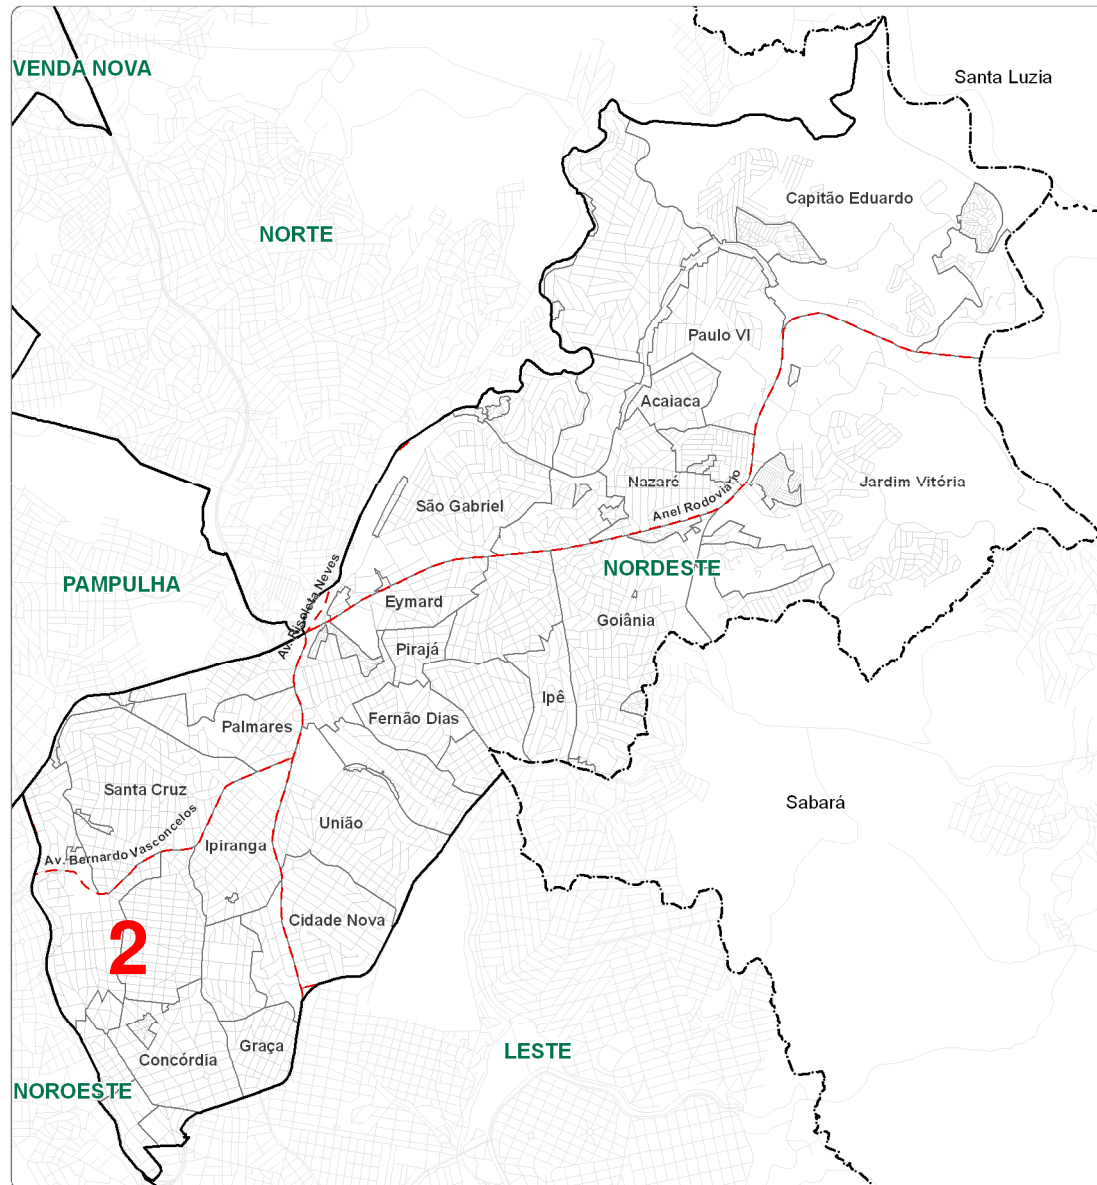 VENDA NOVA
Santa Luzia
Capitão Eduardo
NORTE
Paulo VI
Acaiaca
Nazaré
Jardim Vitória
São Gabriel
Anel Rodoviário
NORDESTE
PAMPULHA
Av. Risoleta Neves
Eymard
Goiânia
Pirajá
Ipê
Fernão Dias
Palmares
Santa Cruz
Sabará
União
Av. Bernardo Vasconcelos
Ipiranga
Cidade Nova
2
Graça
LESTE
Concórdia
NOROESTE